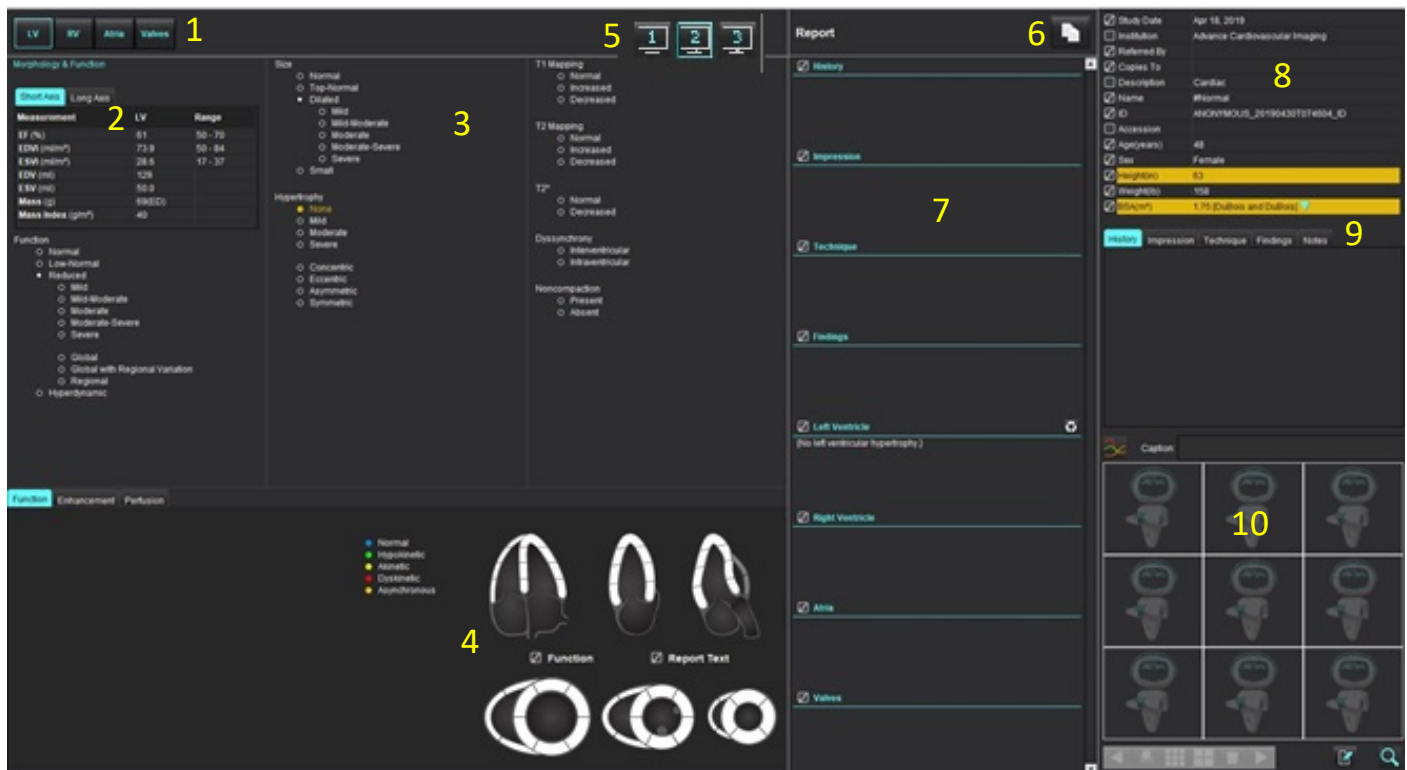 LV RV Atria Valves 1
5 1 2 3
Morphology & Function
Short Axis Long Axis
2
Measurement LV Range
EF (%) 61 50 - 70
EDVI (ml/m²) 73.9 50 - 84
ESVI (ml/m²) 28.6 17 - 37
EDV (ml) 129
ESV (ml) 50.0
Mass (g) 69(ED)
Mass Index (g/m²) 40
Function
Normal
Low-Normal
Reduced
Mild
Mild-Moderate
Moderate
Moderate-Severe
Severe
Global
Global with Regional Variation
Regional
Hyperdynamic
Size
Normal
Top-Normal
Dilated
Mild
Mild-Moderate
Moderate
Moderate-Severe
Severe
Small
3
Hypertrophy
None
Mild
Moderate
Severe
Concentric
Eccentric
Asymmetric
Symmetric
T1 Mapping
Normal
Increased
Decreased
T2 Mapping
Normal
Increased
Decreased
T2*
Normal
Decreased
Dyssynchrony
Interventricular
Intraventricular
Noncompaction
Present
Absent
Function Enhancement Perfusion
Normal
Hypokinetic
Akinetic
Dyskinetic
Asynchronous
4
Function Report Text
Report 6
History
Impression
7
Technique
Findings
Left Ventricle
(No left ventricular hypertrophy.)
Right Ventricle
Atria
Valves
Study Date Apr 18, 2019
Institution Advance Cardiovascular Imaging
Referred By
Copies To
8
Description Cardiac
Name #Normal
ID ANONYMOUS_20190430T074604_ID
Accession
Age(years) 48
Sex Female
Height(in) 63
Weight(lb) 158
BSA(m²) 1.75 [DuBois and DuBois]
History Impression Technique Findings Notes 9
Caption
10